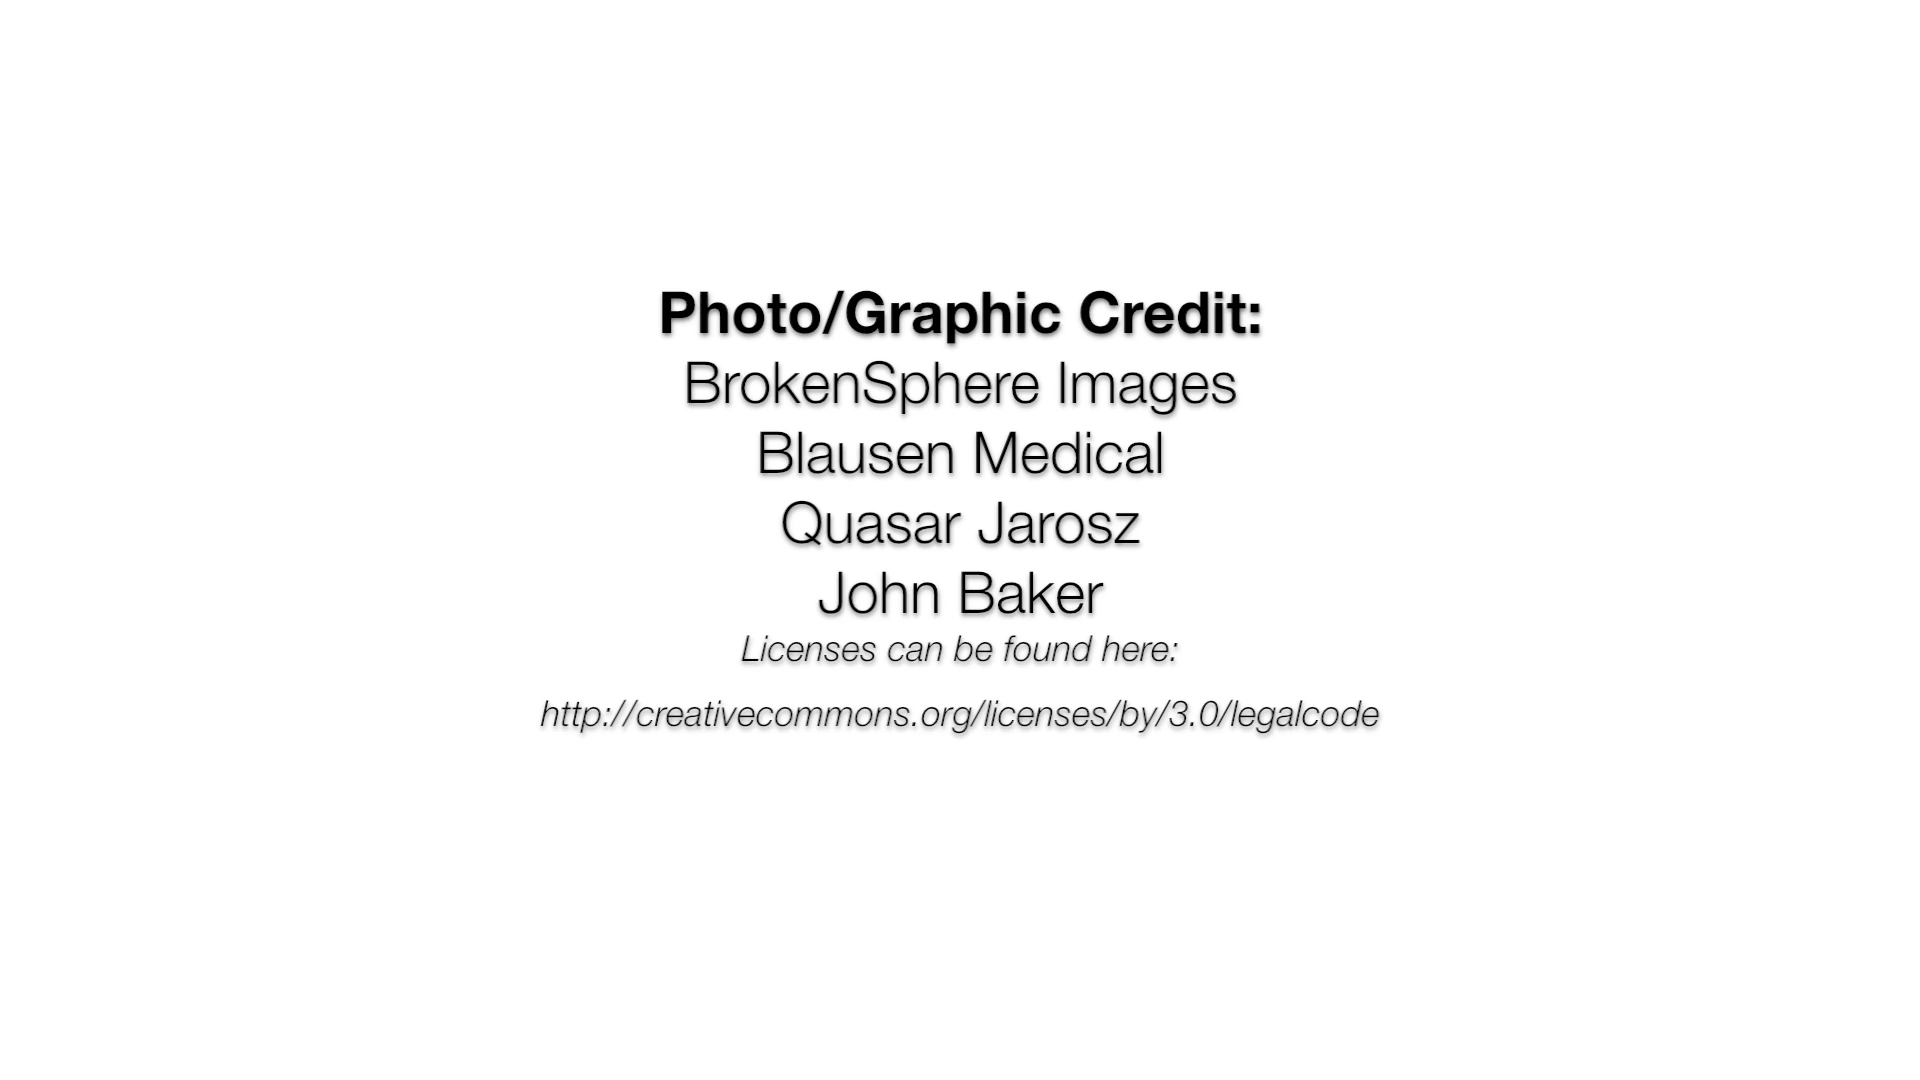 Photo/Graphic Credit:
BrokenSphere Images
Blausen Medical
Quasar Jarosz
John Baker
Licenses can be found here:
http://creativecommons.org/licenses/by/3.0/legalcode